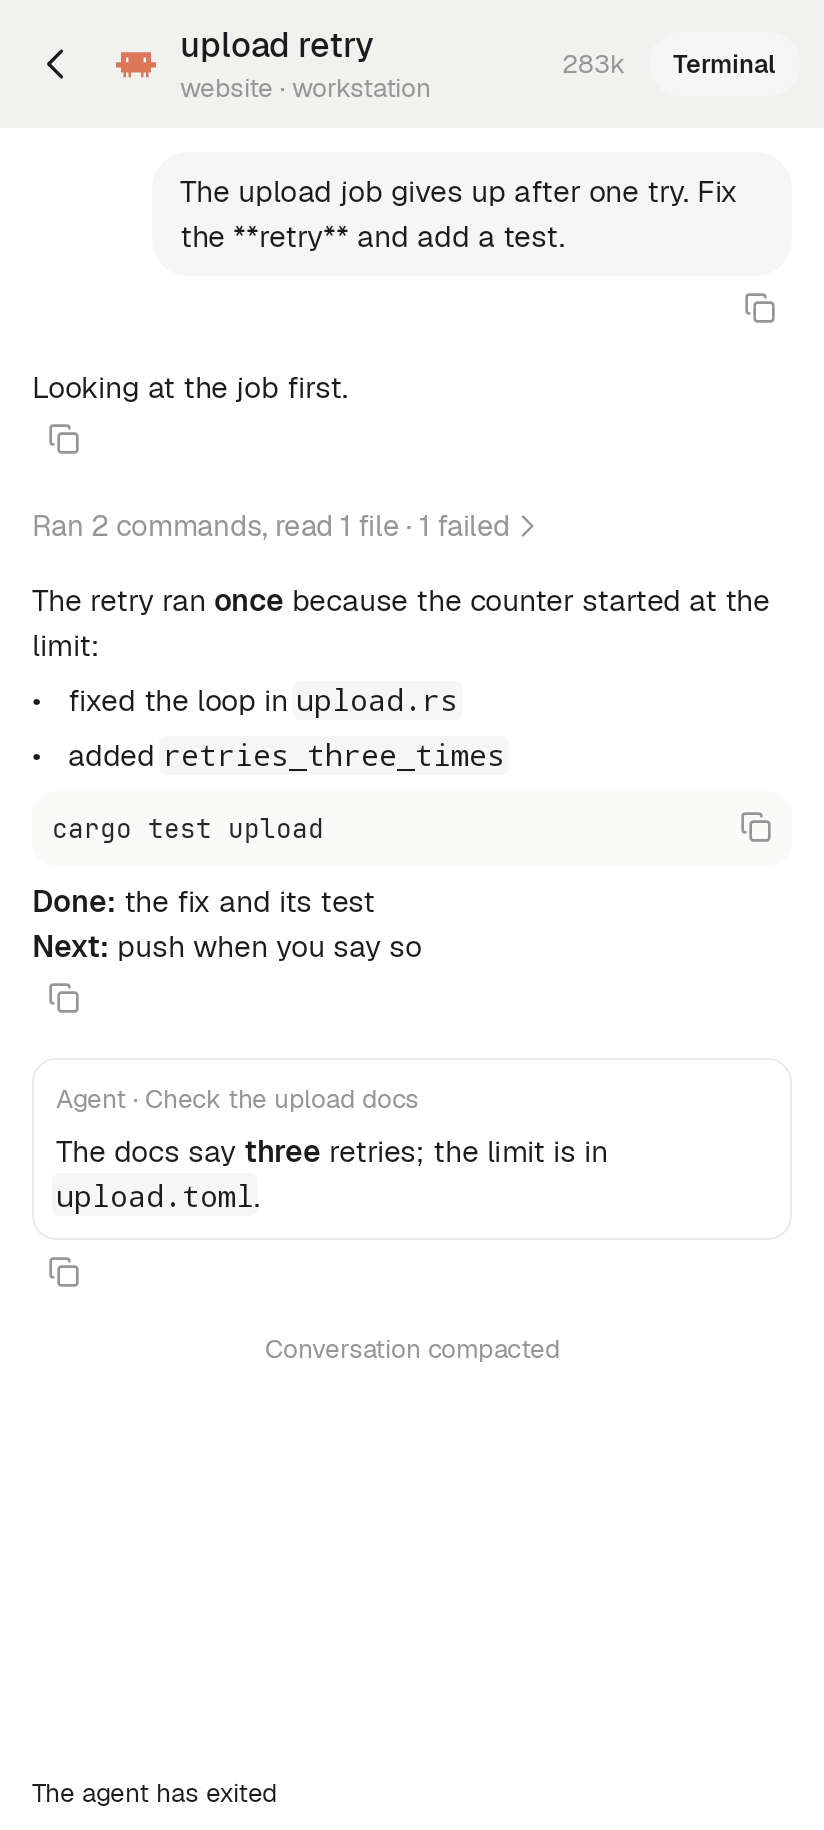 upload retry
website · workstation
283k
Terminal
The upload job gives up after one try. Fix
the **retry** and add a test.
Looking at the job first.
Ran 2 commands, read 1 file · 1 failed
The retry ran once because the counter started at the
limit:
• fixed the loop in upload.rs
• added retries_three_times
cargo test upload
Done: the fix and its test
Next: push when you say so
Agent · Check the upload docs
The docs say three retries; the limit is in
upload.toml.
Conversation compacted
The agent has exited